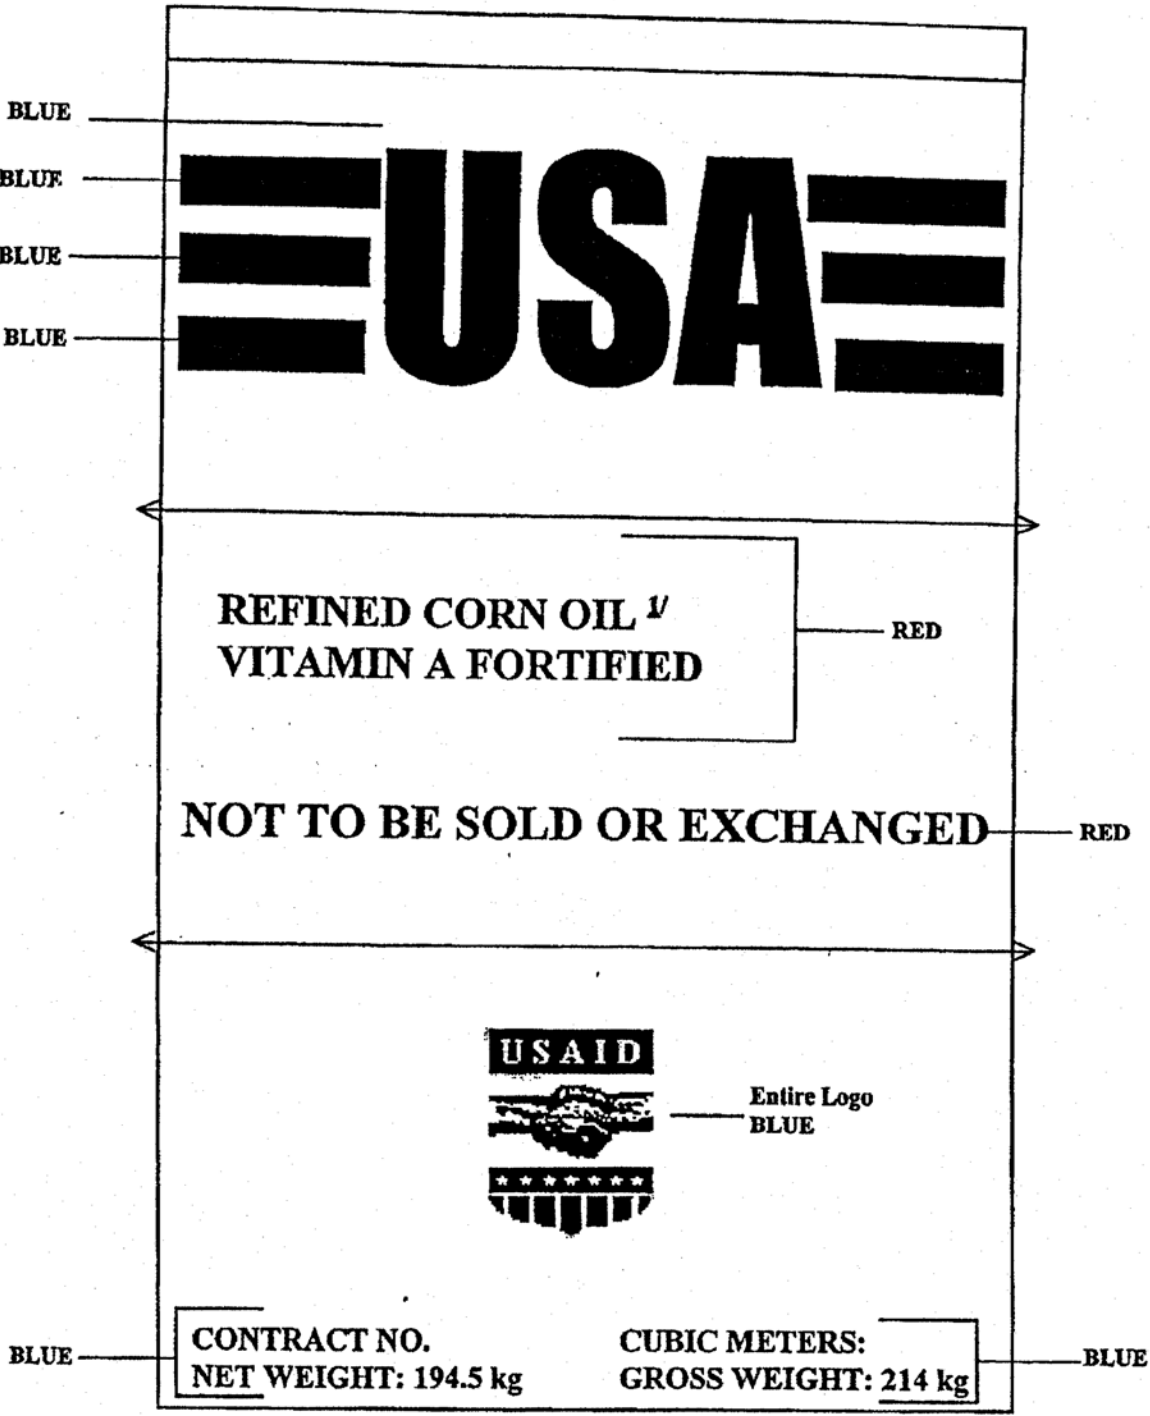 BLUE
USA
BLUE
BLUE
BLUE
REFINED CORN OIL 1/
VITAMIN A FORTIFIED
RED
NOT TO BE SOLD OR EXCHANGED
RED
USAID
Entire Logo
BLUE
CONTRACT NO.
NET WEIGHT: 194.5 kg
BLUE
CUBIC METERS:
GROSS WEIGHT: 214 kg
BLUE